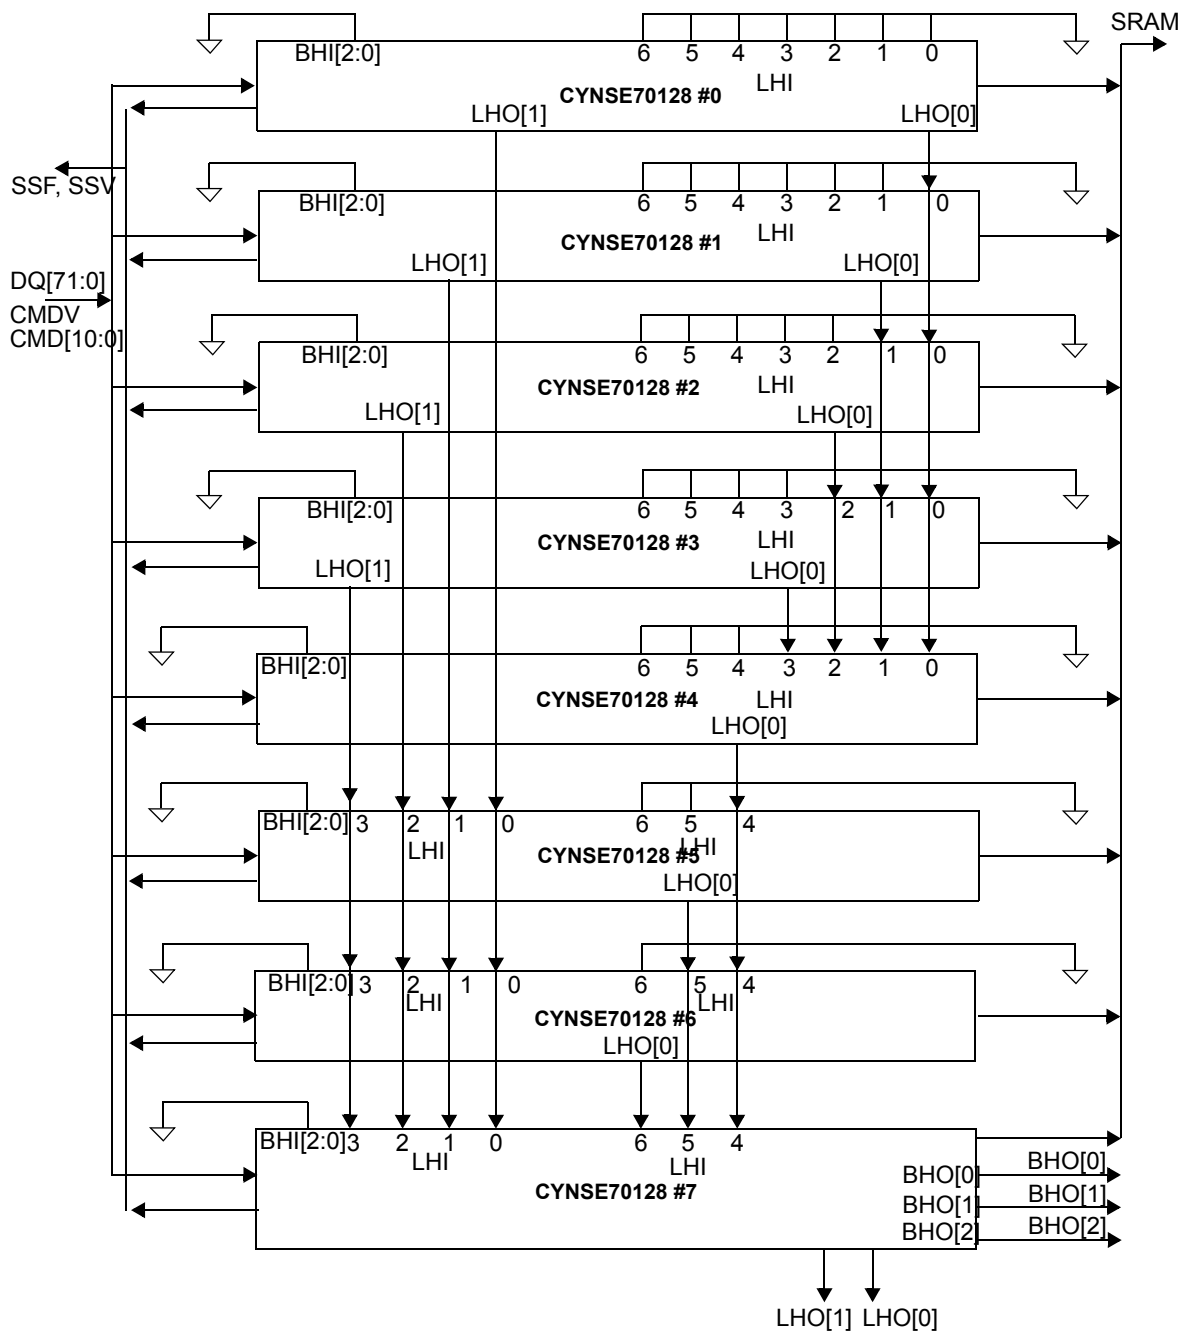 SRAM
BHI[2:0] 6 5 4 3 2 1 0
LHI
CYNSE70128 #0
LHO[1] LHO[0]
SSF, SSV
BHI[2:0] 6 5 4 3 2 1 0
LHI
CYNSE70128 #1
LHO[1] LHO[0]
DQ[71:0]
CMDV
CMD[10:0]
BHI[2:0] 6 5 4 3 2 1 0
LHI
CYNSE70128 #2
LHO[1] LHO[0]
BHI[2:0] 6 5 4 3 2 1 0
LHI
CYNSE70128 #3
LHO[1] LHO[0]
BHI[2:0] 6 5 4 3 2 1 0
LHI
CYNSE70128 #4
LHO[0]
BHI[2:0] 3 2 1 0 6 5 4
LHI LHI
CYNSE70128 #5
LHO[0]
BHI[2:0] 3 2 1 0 6 5 4
LHI LHI
CYNSE70128 #6
LHO[0]
BHI[2:0] 3 2 1 0 6 5 4
LHI LHI
CYNSE70128 #7
BHO[0] BHO[0]
BHO[1] BHO[1]
BHO[2] BHO[2]
LHO[1] LHO[0]